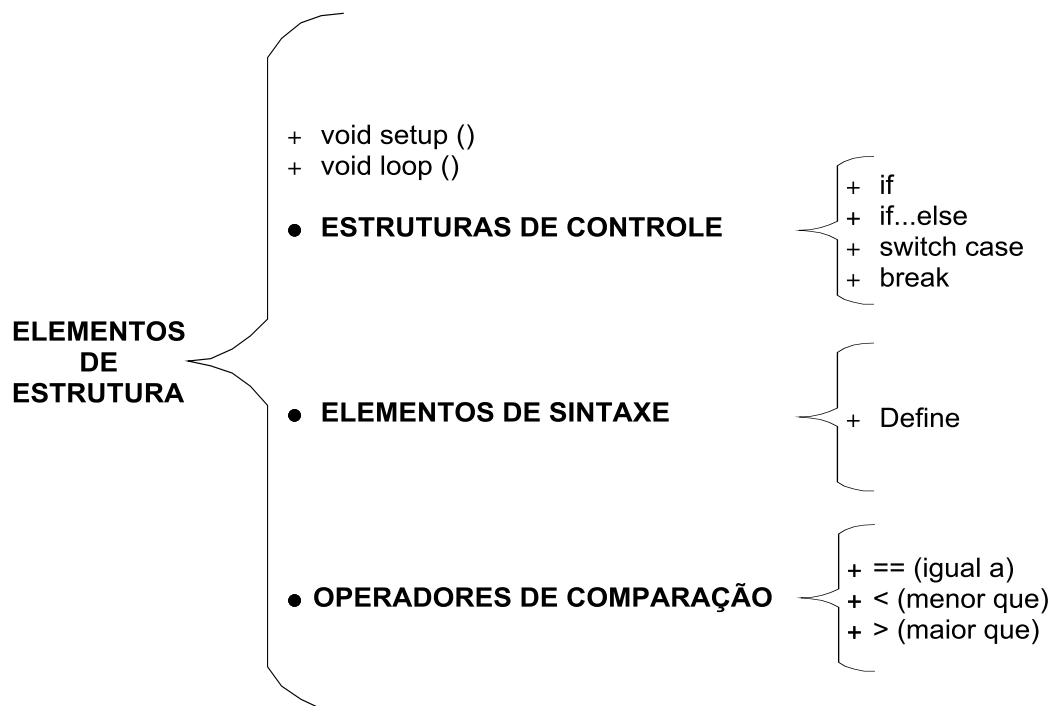 + void setup ()
+ void loop ()
● ESTRUTURAS DE CONTROLE
+ if
+ if...else
+ switch case
+ break
ELEMENTOS
DE
ESTRUTURA
● ELEMENTOS DE SINTAXE
+ Define
● OPERADORES DE COMPARAÇÃO
+ == (igual a)
+ < (menor que)
+ > (maior que)